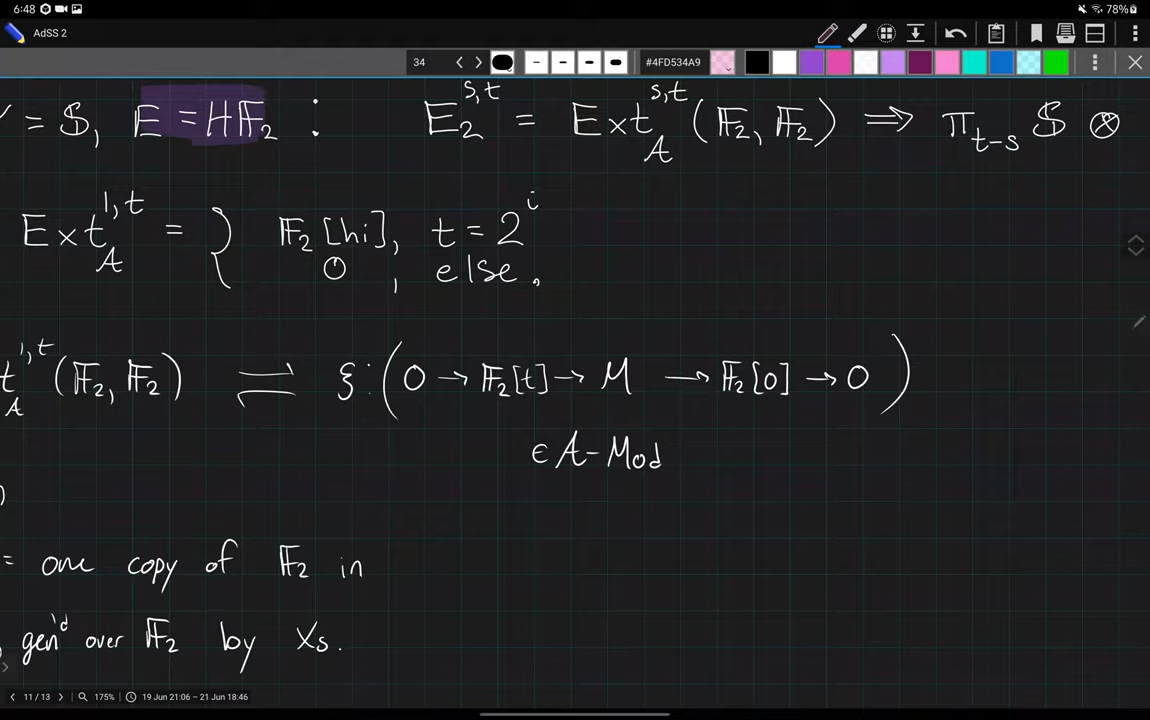 6:48 78%
AdSS 2
34 #4FD534A9
= 𝕊, E = H𝔽₂ : E₂^{s,t} = Ext_A^{s,t} (𝔽₂, 𝔽₂) ⟹ π_{t-s} 𝕊 ⊗
Ext_A^{1,t} = { 𝔽₂[hi], t = 2^i
0 , else.
t_A^{1,t} (𝔽₂, 𝔽₂) ⇌ ξ: (0 → 𝔽₂[t] → M → 𝔽₂[0] → 0)
∈ A-Mod
)
= one copy of 𝔽₂ in
gen'd over 𝔽₂ by Xs.
11 / 13 175% 19 Jun 21:06 – 21 Jun 18:46